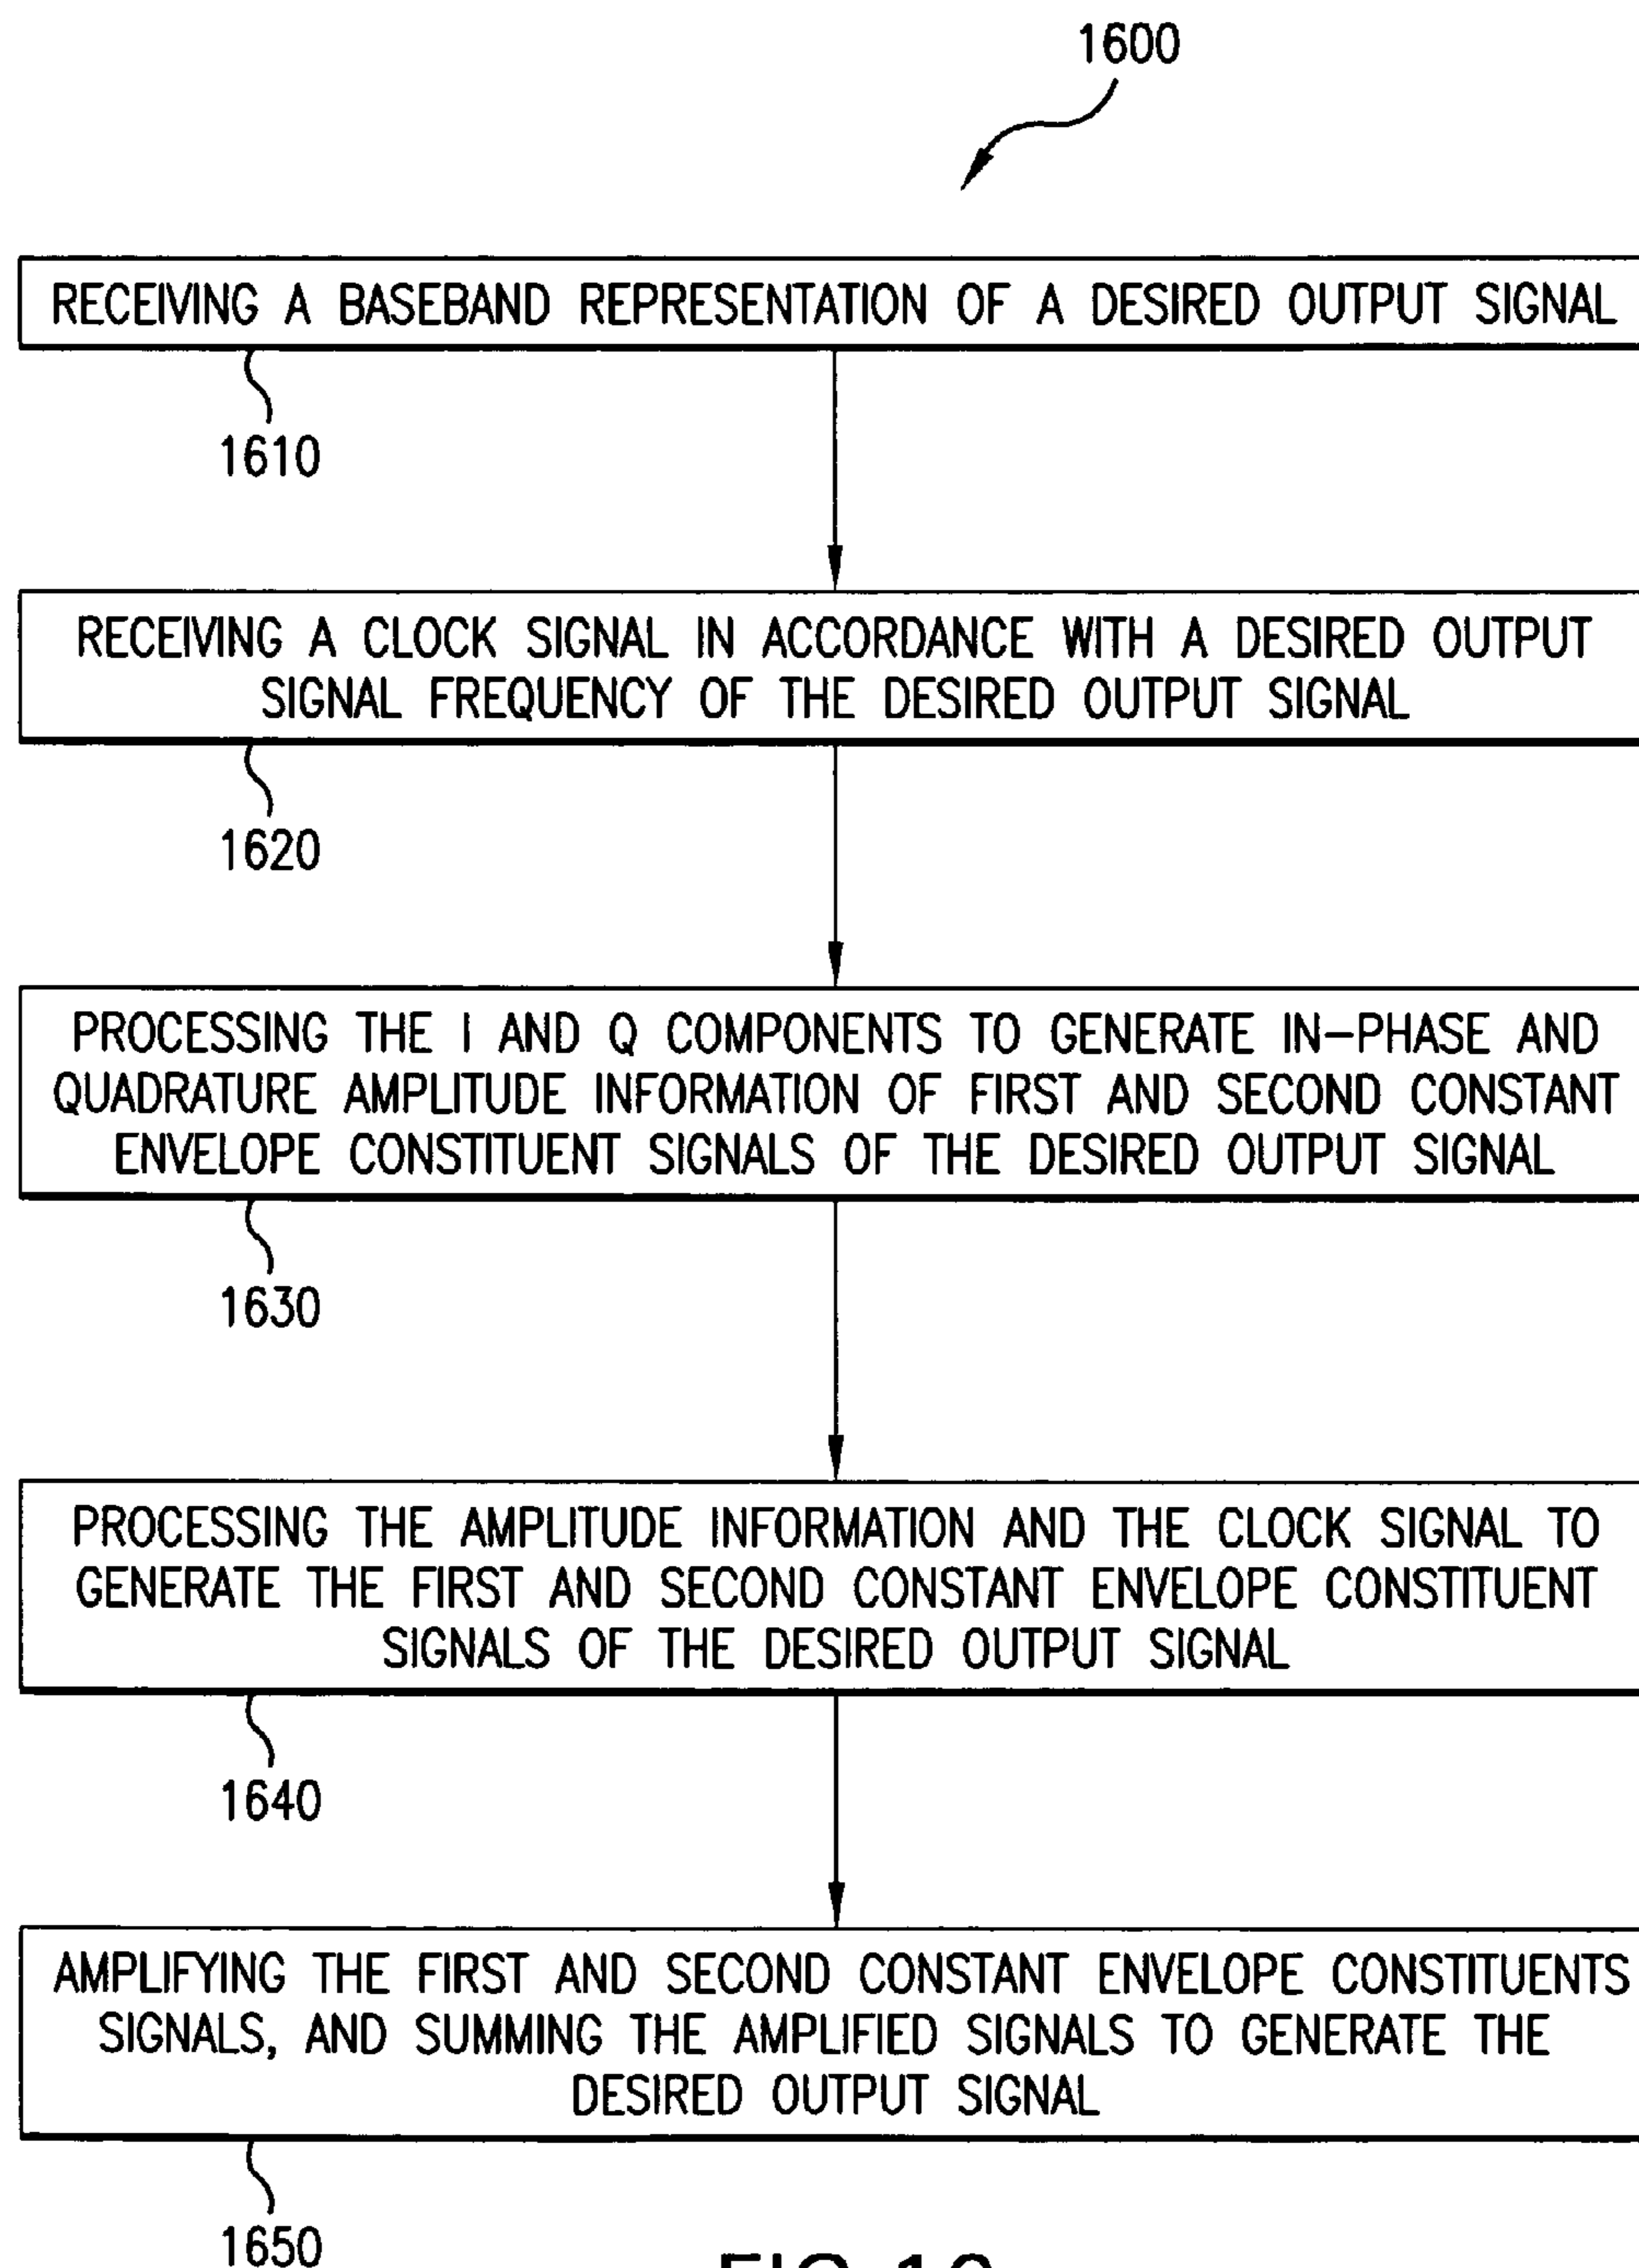 1600
RECEIVING A BASEBAND REPRESENTATION OF A DESIRED OUTPUT SIGNAL
1610
RECEIVING A CLOCK SIGNAL IN ACCORDANCE WITH A DESIRED OUTPUT
SIGNAL FREQUENCY OF THE DESIRED OUTPUT SIGNAL
1620
PROCESSING THE I AND Q COMPONENTS TO GENERATE IN-PHASE AND
QUADRATURE AMPLITUDE INFORMATION OF FIRST AND SECOND CONSTANT
ENVELOPE CONSTITUENT SIGNALS OF THE DESIRED OUTPUT SIGNAL
1630
PROCESSING THE AMPLITUDE INFORMATION AND THE CLOCK SIGNAL TO
GENERATE THE FIRST AND SECOND CONSTANT ENVELOPE CONSTITUENT
SIGNALS OF THE DESIRED OUTPUT SIGNAL
1640
AMPLIFYING THE FIRST AND SECOND CONSTANT ENVELOPE CONSTITUENTS
SIGNALS, AND SUMMING THE AMPLIFIED SIGNALS TO GENERATE THE
DESIRED OUTPUT SIGNAL
1650